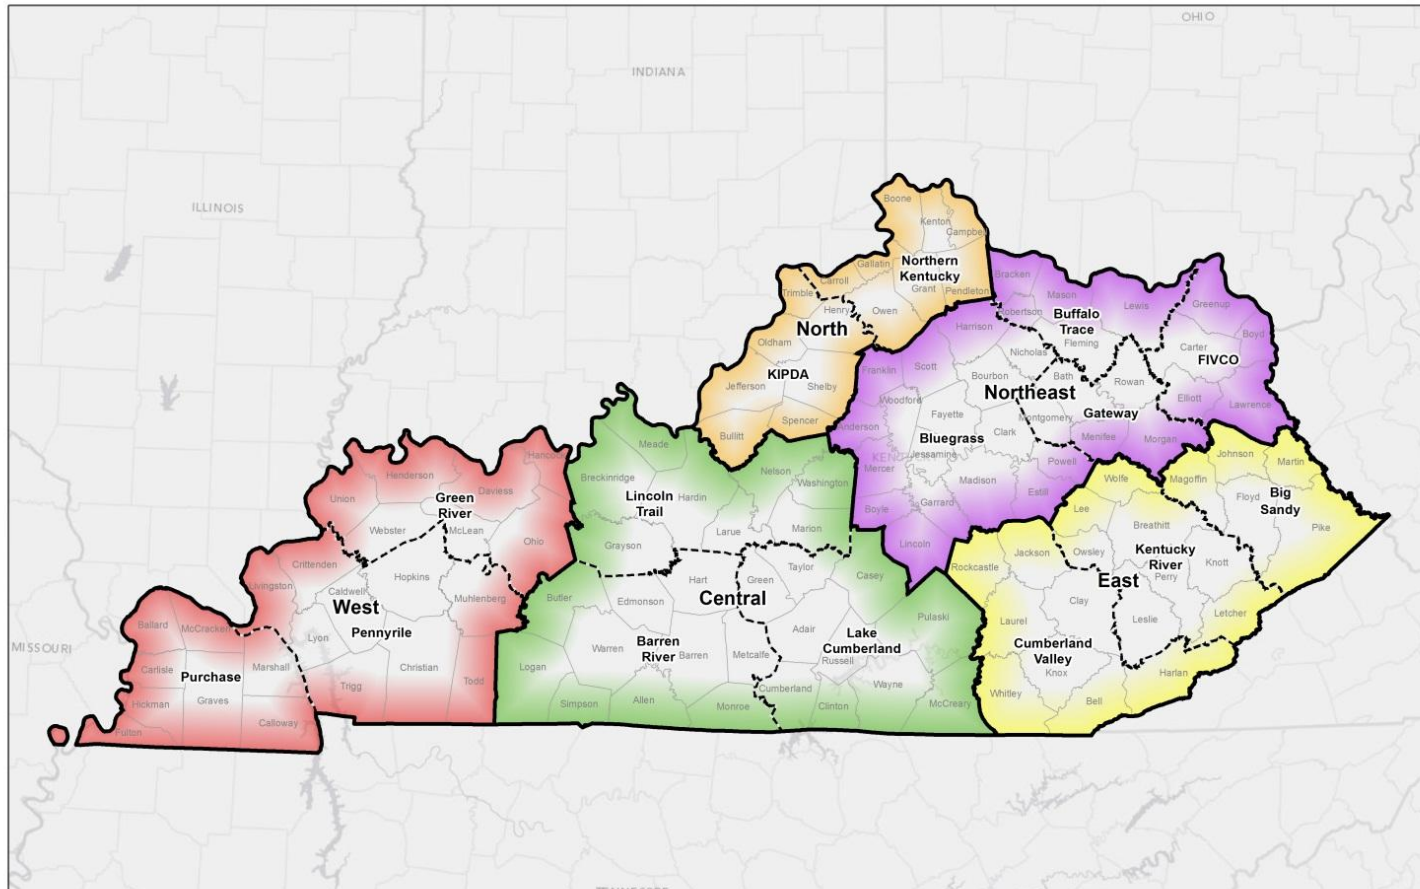 OHIO
INDIANA
ILLINOIS
Boone
Kenton
Campbell
Northern
Kentucky
Gallatin
Carroll
Grant
Pendleton
Trimble
Henry
Owen
North
Oldham
KIPDA
Jefferson
Shelby
Spencer
Bullitt
Bracken
Mason
Lewis
Robertson
Buffalo
Trace
Fleming
Greenup
Boyd
Carter
FIVCO
Elliott
Lawrence
Harrison
Nicholas
Franklin
Scott
Bourbon
Bath
Rowan
Northeast
Woodford
Fayette
Montgomery
Gateway
Anderson
Clark
Bluegrass
Menifee
Morgan
Jessamine
Mercer
Powell
Madison
Estill
Boyle
Garrard
Lincoln
Johnson
Martin
Magoffin
Wolfe
Floyd
Big
Sandy
Pike
Lee
Breathitt
Jackson
Owsley
Kentucky
River
Perry
Knott
Rockcastle
East
Clay
Leslie
Letcher
Laurel
Cumberland
Valley
Knox
Harlan
Whitley
Bell
Meade
Breckinridge
Nelson
Washington
Lincoln
Trail
Hardin
Larue
Marion
Grayson
Taylor
Hart
Green
Casey
Butler
Edmonson
Central
Pulaski
Adair
Lake
Cumberland
Warren
Barren
River
Barren
Metcalfe
Russell
Logan
Wayne
Cumberland
Simpson
Allen
Monroe
Clinton
McCreary
Hancock
Henderson
Daviess
Union
Green
River
Webster
McLean
Ohio
Crittenden
Livingston
Hopkins
Caldwell
West
Muhlenberg
Lyon
Pennyrile
Christian
Trigg
Todd
Ballard
McCracken
MISSOURI
Carlisle
Marshall
Purchase
Hickman
Graves
Calloway
Fulton